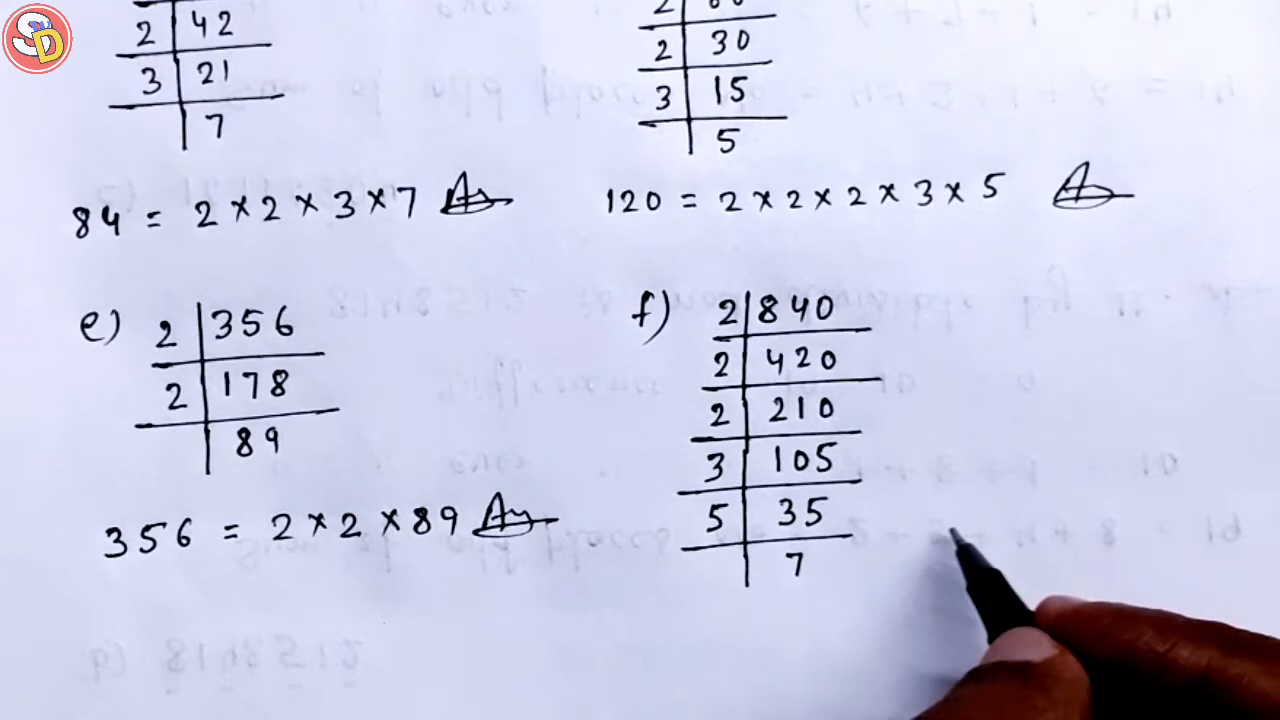 SD
2 42
3 21
7
2 30
3 15
5
84 = 2 × 2 × 3 × 7 Ans
120 = 2 × 2 × 2 × 3 × 5 Ans
e) 2 356
2 178
89
356 = 2 × 2 × 89 Ans
f) 2 840
2 420
2 210
3 105
5 35
7
b) 8148512